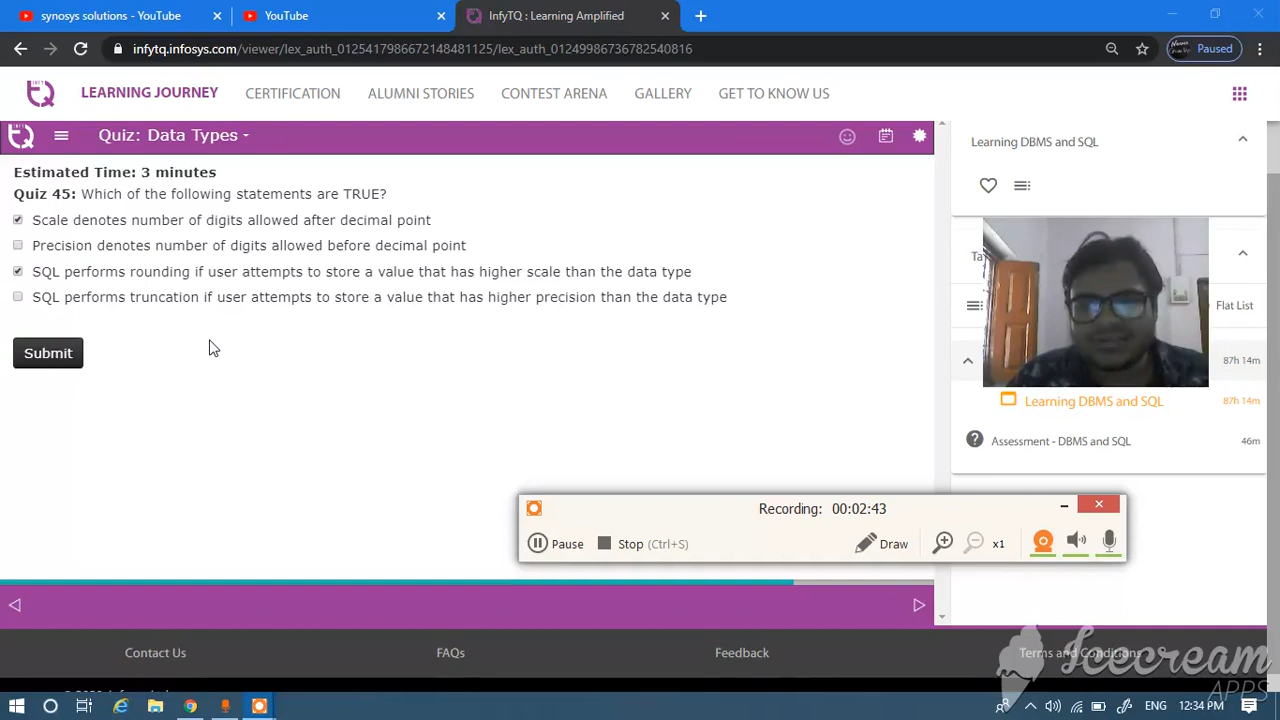 synosys solutions - YouTube
YouTube
InfyTQ : Learning Amplified
infytq.infosys.com/viewer/lex_auth_012541798667214848​1125/lex_auth_01249986736782540816
Paused
LEARNING JOURNEY
CERTIFICATION
ALUMNI STORIES
CONTEST ARENA
GALLERY
GET TO KNOW US
Quiz: Data Types
Learning DBMS and SQL
Estimated Time: 3 minutes
Quiz 45: Which of the following statements are TRUE?
Scale denotes number of digits allowed after decimal point
Precision denotes number of digits allowed before decimal point
SQL performs rounding if user attempts to store a value that has higher scale than the data type
SQL performs truncation if user attempts to store a value that has higher precision than the data type
Submit
Flat List
87h 14m
Learning DBMS and SQL
87h 14m
Assessment - DBMS and SQL
46m
Recording: 00:02:43
Pause
Stop (Ctrl+S)
Draw
x1
Contact Us
FAQs
Feedback
Terms and Conditions
Icecream
APPS
ENG
12:34 PM